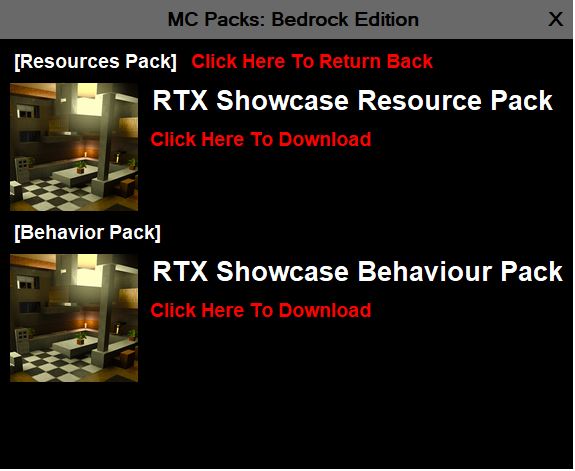 MC Packs: Bedrock Edition X
[Resources Pack] Click Here To Return Back
RTX Showcase Resource Pack
Click Here To Download
[Behavior Pack]
RTX Showcase Behaviour Pack
Click Here To Download